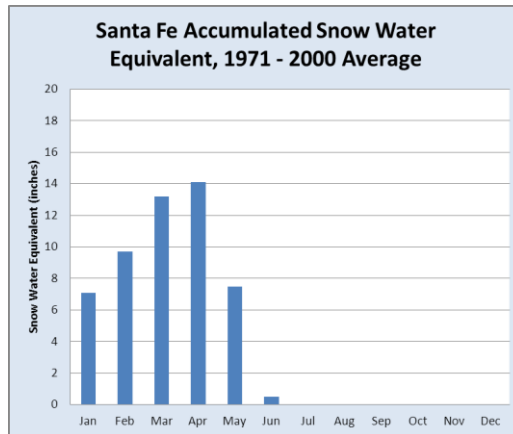 Santa Fe Accumulated Snow Water
Equivalent, 1971 - 2000 Average
Snow Water Equivalent (inches)
20
18
16
14
12
10
8
6
4
2
0
Jan Feb Mar Apr May Jun Jul Aug Sep Oct Nov Dec